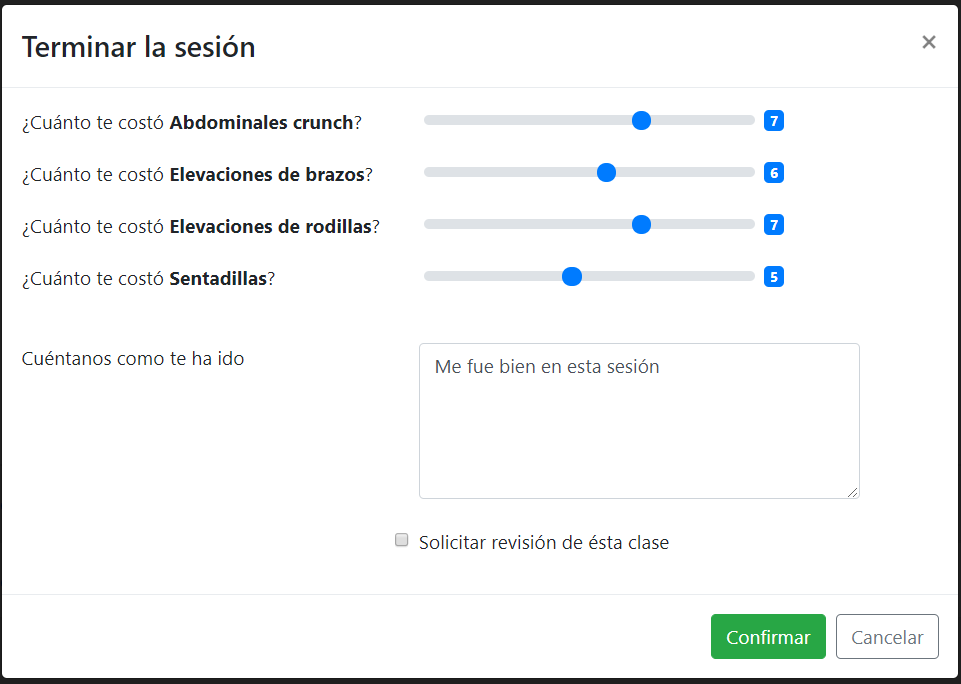 Terminar la sesión ×
¿Cuánto te costó Abdominales crunch? 7
¿Cuánto te costó Elevaciones de brazos? 6
¿Cuánto te costó Elevaciones de rodillas? 7
¿Cuánto te costó Sentadillas? 5
Cuéntanos como te ha ido
Me fue bien en esta sesión
Solicitar revisión de ésta clase
Confirmar Cancelar